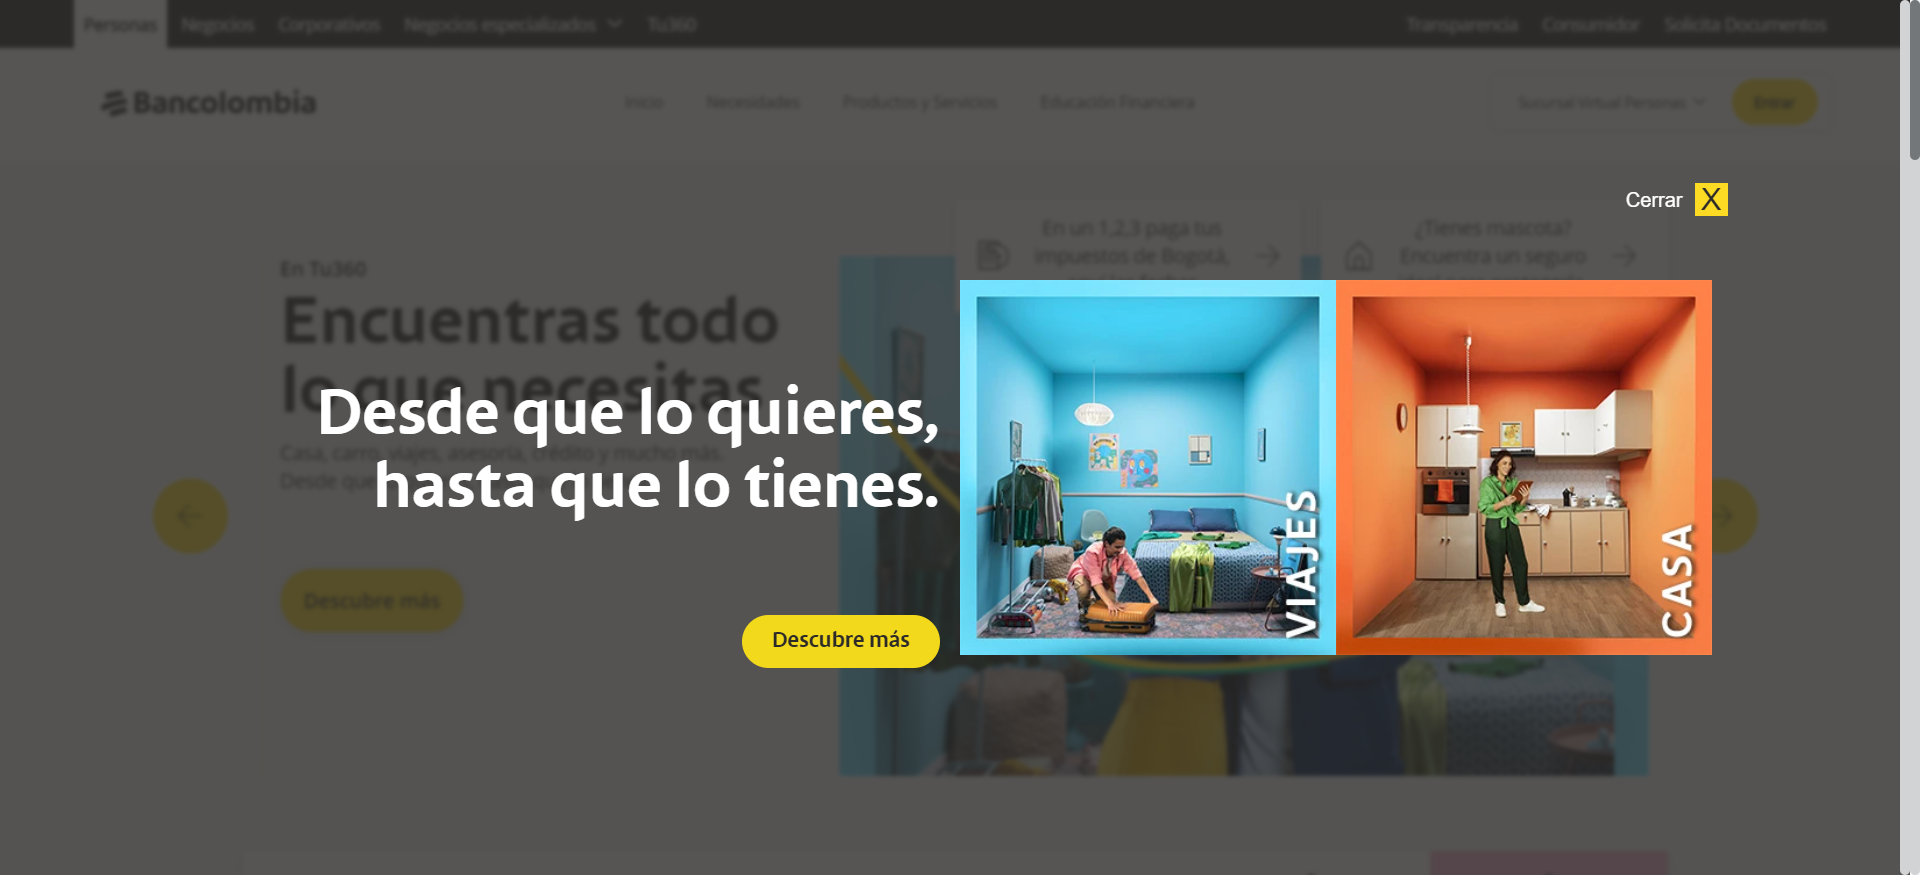 Personas Negocios Corporativos Negocios especializados Tu360 Transparencia Consumidor Solicita Documentos
Bancolombia Inicio Necesidades Productos y Servicios Educación Financiera Sucursal Virtual Personas Entrar
Cerrar X
En un 1,2,3 paga tus
impuestos de Bogotá,
¿Tienes mascota?
Encuentra un seguro
En Tu360
Encuentras todo
lo que necesitas
Casa, carro, viajes, asesoría, crédito y mucho más.
Desde que
Descubre más
Desde que lo quieres,
hasta que lo tienes.
Descubre más
VIAJES
CASA